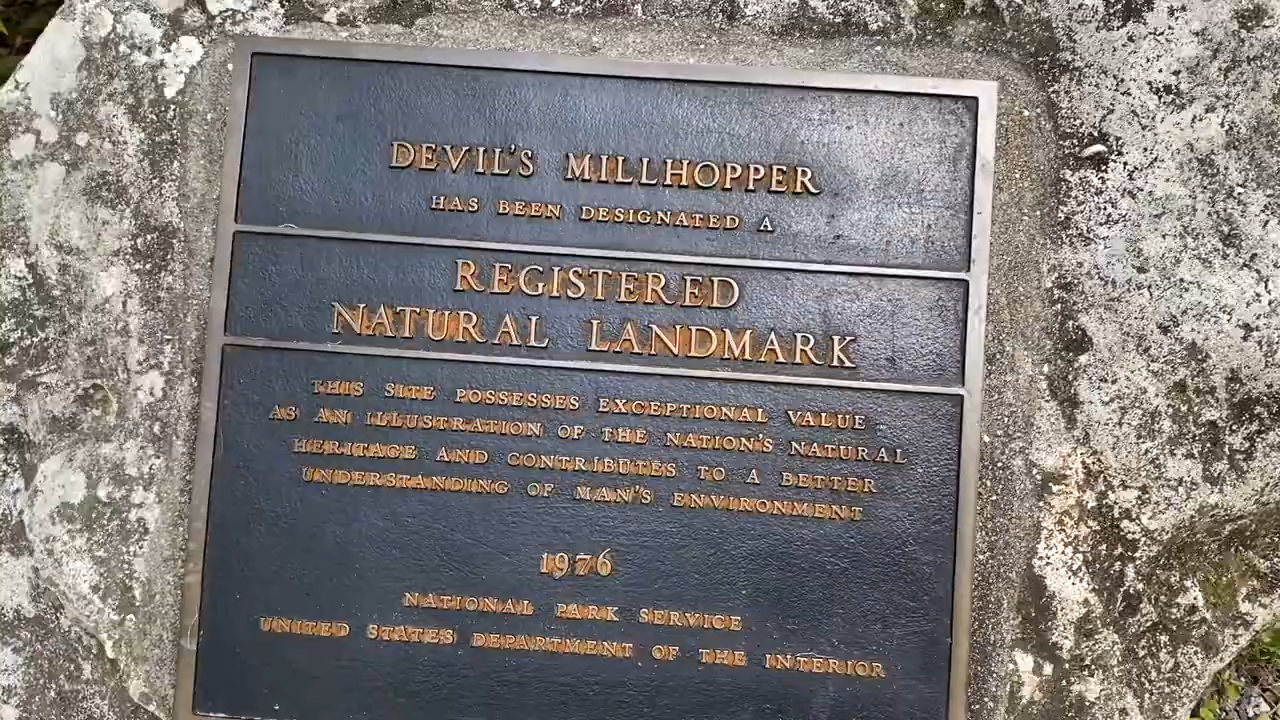 DEVIL'S MILLHOPPER
HAS BEEN DESIGNATED A
REGISTERED
NATURAL LANDMARK
THIS SITE POSSESSES EXCEPTIONAL VALUE
AS AN ILLUSTRATION OF THE NATION'S NATURAL
HERITAGE AND CONTRIBUTES TO A BETTER
UNDERSTANDING OF MAN'S ENVIRONMENT
1976
NATIONAL PARK SERVICE
UNITED STATES DEPARTMENT OF THE INTERIOR